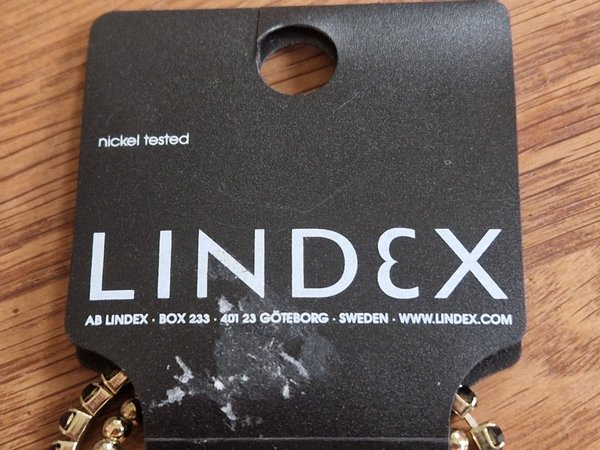 nickel tested
LINDEX
AB LINDEX · BOX 233 · 401 23 GÖTEBORG · SWEDEN · WWW.LINDEX.COM